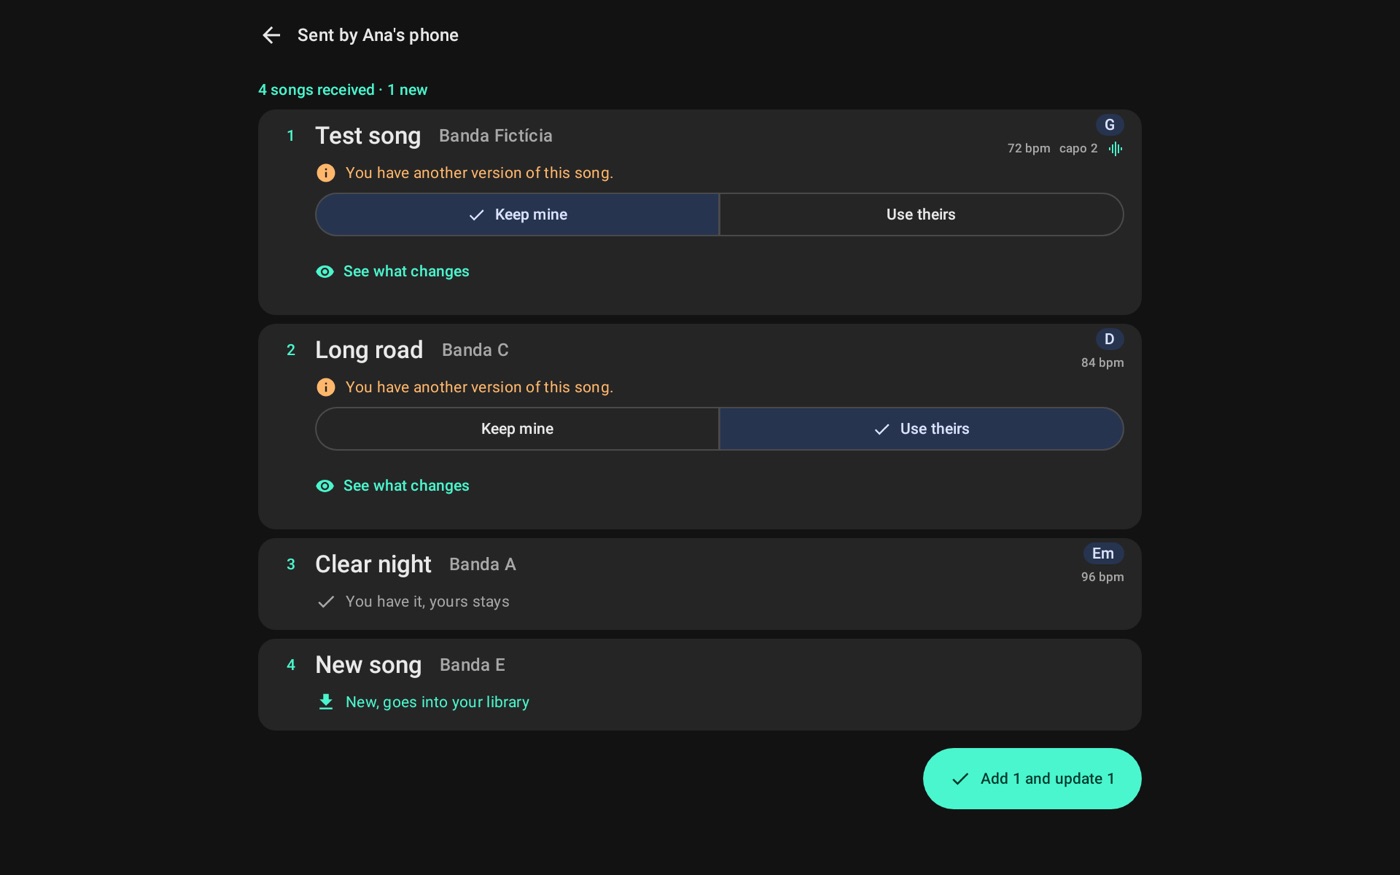 Sent by Ana's phone
4 songs received · 1 new
1 Test song Banda Fictícia G
72 bpm capo 2
You have another version of this song.
Keep mine Use theirs
See what changes
2 Long road Banda C D
84 bpm
You have another version of this song.
Keep mine Use theirs
See what changes
3 Clear night Banda A Em
96 bpm
You have it, yours stays
4 New song Banda E
New, goes into your library
Add 1 and update 1